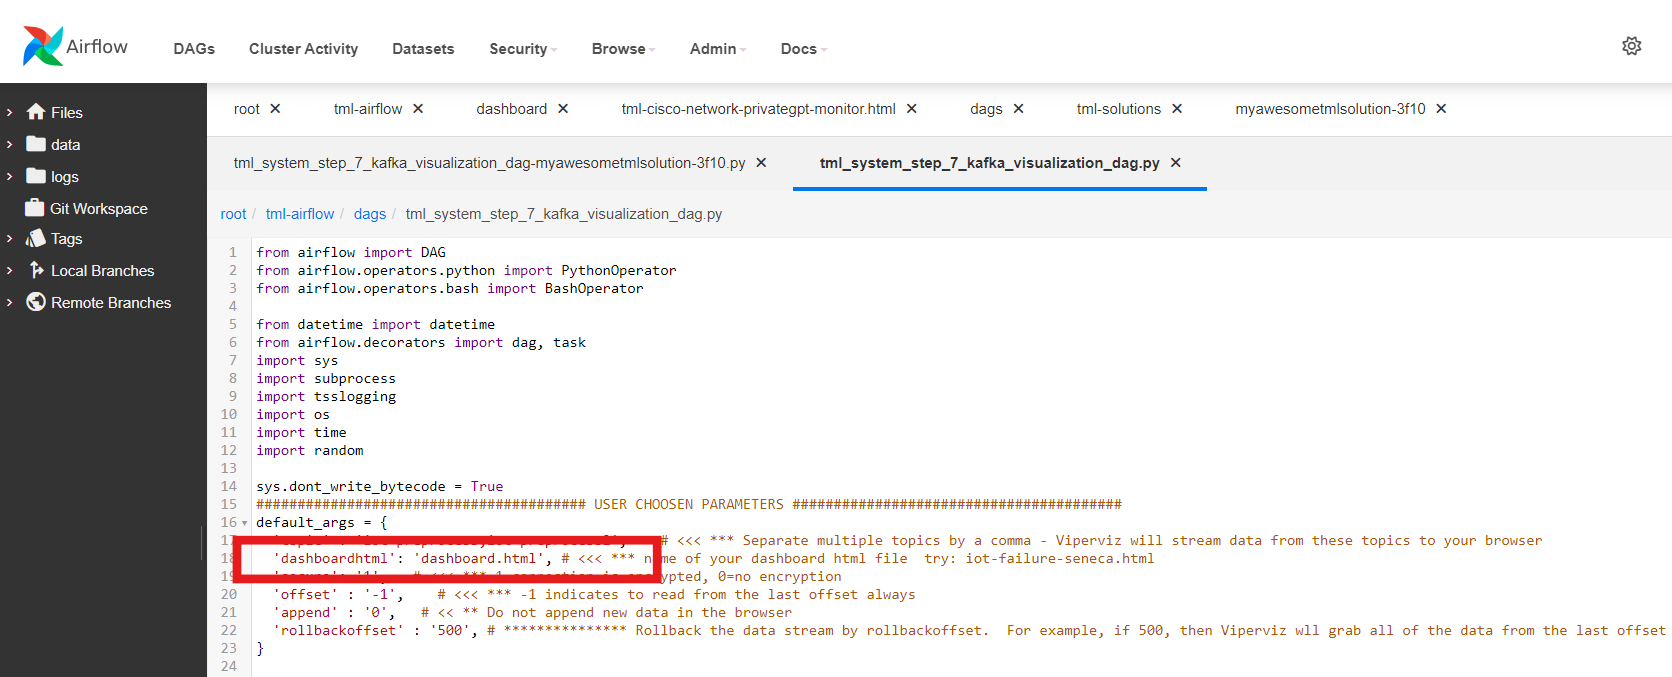 Airflow DAGs Cluster Activity Datasets Security Browse Admin Docs
Files
data
logs
Git Workspace
Tags
Local Branches
Remote Branches
root × tml-airflow × dashboard × tml-cisco-network-privategpt-monitor.html × dags × tml-solutions × myawesometmlsolution-3f10 ×
tml_system_step_7_kafka_visualization_dag-myawesometmlsolution-3f10.py × tml_system_step_7_kafka_visualization_dag.py ×
root / tml-airflow / dags / tml_system_step_7_kafka_visualization_dag.py
1 from airflow import DAG
2 from airflow.operators.python import PythonOperator
3 from airflow.operators.bash import BashOperator
4
5 from datetime import datetime
6 from airflow.decorators import dag, task
7 import sys
8 import subprocess
9 import tsslogging
10 import os
11 import time
12 import random
13
14 sys.dont_write_bytecode = True
15 ######################################## USER CHOOSEN PARAMETERS ########################################
16 default_args = {
17 # <<< *** Separate multiple topics by a comma - Viperviz will stream data from these topics to your browser
18 'dashboardhtml': 'dashboard.html', # <<< *** name of your dashboard html file try: iot-failure-seneca.html
19 encrypted, 0=no encryption
20 'offset' : '-1', # <<< *** -1 indicates to read from the last offset always
21 'append' : '0', # << ** Do not append new data in the browser
22 'rollbackoffset' : '500', # *************** Rollback the data stream by rollbackoffset. For example, if 500, then Viperviz wll grab all of the data from the last offset
23 }
24